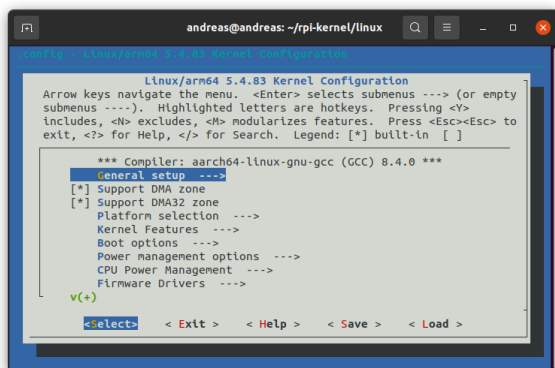 andreas@andreas: ~/rpi-kernel/linux
.config - Linux/arm64 5.4.83 Kernel Configuration
Linux/arm64 5.4.83 Kernel Configuration
Arrow keys navigate the menu.  <Enter> selects submenus ---> (or empty
submenus ----).  Highlighted letters are hotkeys.  Pressing <Y>
includes, <N> excludes, <M> modularizes features.  Press <Esc><Esc> to
exit, <?> for Help, </> for Search.  Legend: [*] built-in  [ ]
*** Compiler: aarch64-linux-gnu-gcc (GCC) 8.4.0 ***
General setup  --->
[*] Support DMA zone
[*] Support DMA32 zone
Platform selection  --->
Kernel Features  --->
Boot options  --->
Power management options  --->
CPU Power Management  --->
Firmware Drivers  --->
v(+)
<Select>    < Exit >    < Help >    < Save >    < Load >